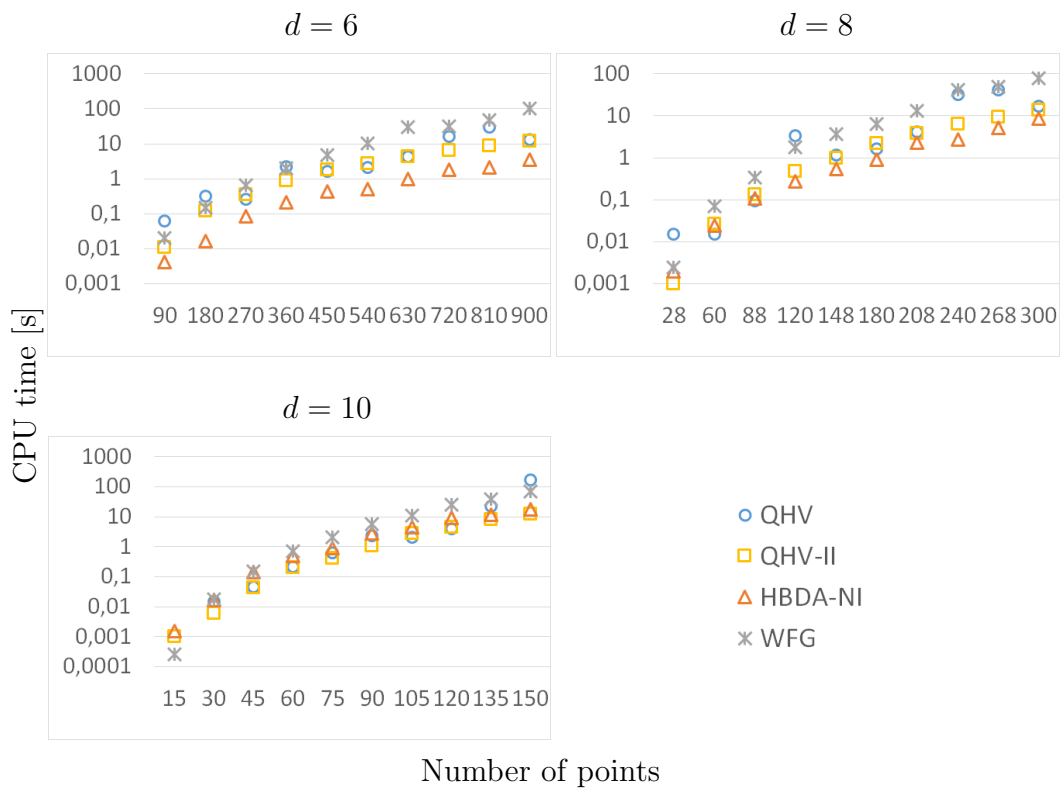 d = 6
1000
100
10
1
0,1
0,01
0,001
90 180 270 360 450 540 630 720 810 900
d = 8
100
10
1
0,1
0,01
0,001
28 60 88 120 148 180 208 240 268 300
CPU time [s]
d = 10
1000
100
10
1
0,1
0,01
0,001
0,0001
15 30 45 60 75 90 105 120 135 150
QHV
QHV-II
HBDA-NI
WFG
Number of points